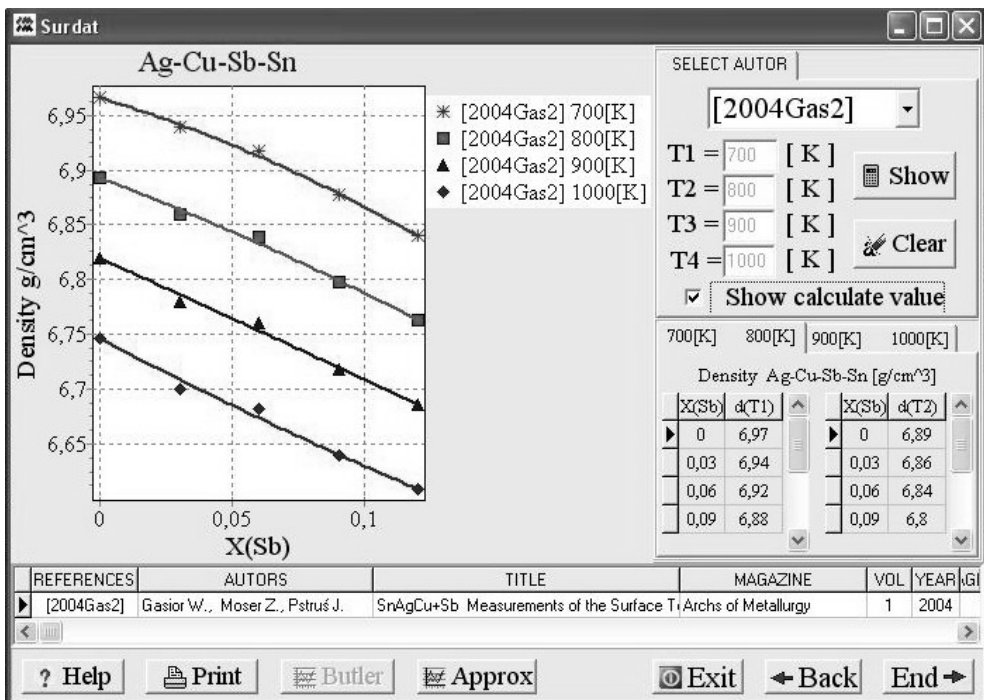 Surdat
Ag-Cu-Sb-Sn
6,95
6,9
6,85
6,8
6,75
6,7
6,65
Density g/cm^3
0
0,05
0,1
X(Sb)
[2004Gas2] 700[K]
[2004Gas2] 800[K]
[2004Gas2] 900[K]
[2004Gas2] 1000[K]
SELECT AUTOR
[2004Gas2]
T1 = 700 [ K ]
T2 = 800 [ K ]
T3 = 900 [ K ]
T4 = 1000 [ K ]
Show
Clear
Show calculate value
700[K] 800[K] 900[K] 1000[K]
Density Ag-Cu-Sb-Sn [g/cm^3]
X(Sb) d(T1) X(Sb) d(T2)
0 6,97 0 6,89
0,03 6,94 0,03 6,86
0,06 6,92 0,06 6,84
0,09 6,88 0,09 6,8
REFERENCES AUTORS TITLE MAGAZINE VOL YEAR
[2004Gas2] Gasior W., Moser Z., Pstruś J. SnAgCu+Sb Measurements of the Surface Archs of Metallurgy 1 2004
? Help Print Butler Approx Exit Back End